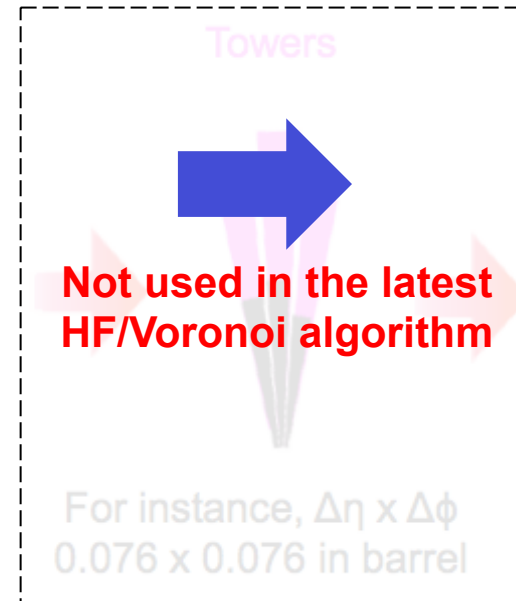 Towers
Not used in the latest
HF/Voronoi algorithm
For instance, Δη x Δϕ
0.076 x 0.076 in barrel